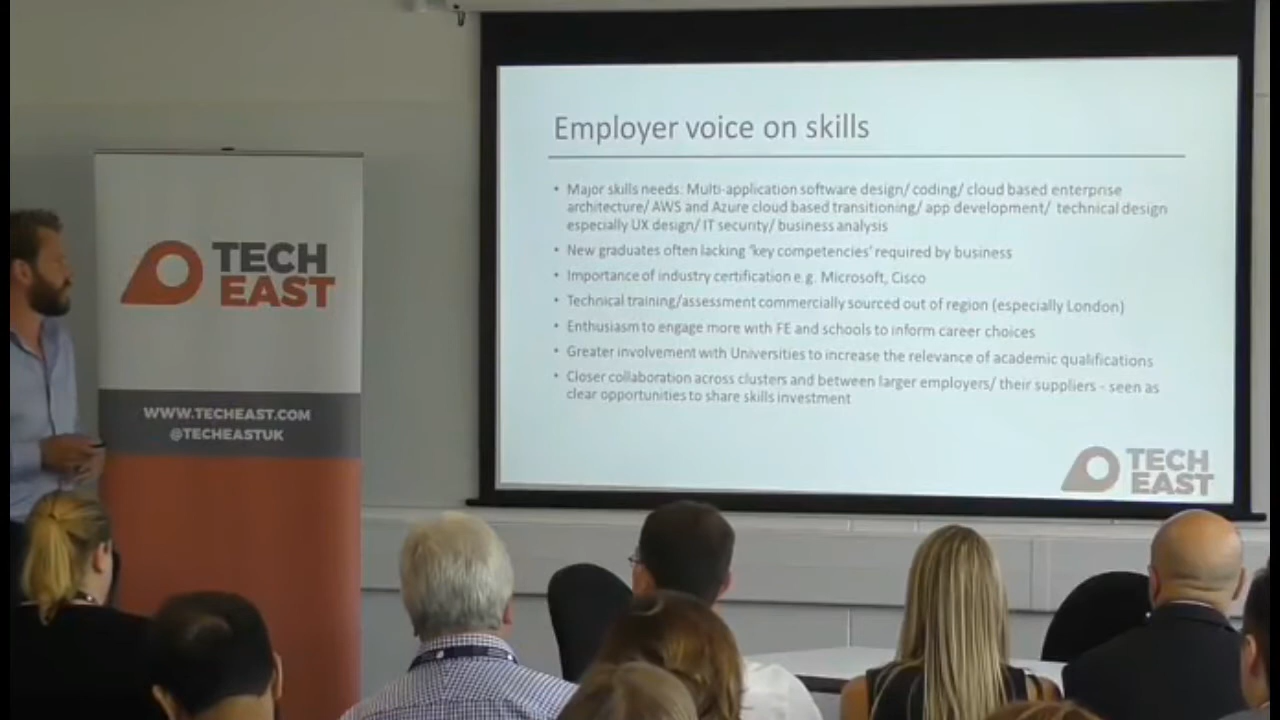 TECH
EAST
WWW.TECHEAST.COM
@TECHEASTUK
Employer voice on skills
• Major skills needs: Multi-application software design/ coding/ cloud based enterprise
architecture/ AWS and Azure cloud based transitioning/ app development/ technical design
especially UX design/ IT security/ business analysis
• New graduates often lacking 'key competencies' required by business
• Importance of industry certification e.g. Microsoft, Cisco
• Technical training/assessment commercially sourced out of region (especially London)
• Enthusiasm to engage more with FE and schools to inform career choices
• Greater involvement with Universities to increase the relevance of academic qualifications
• Closer collaboration across clusters and between larger employers/ their suppliers - seen as
clear opportunities to share skills investment
TECH
EAST